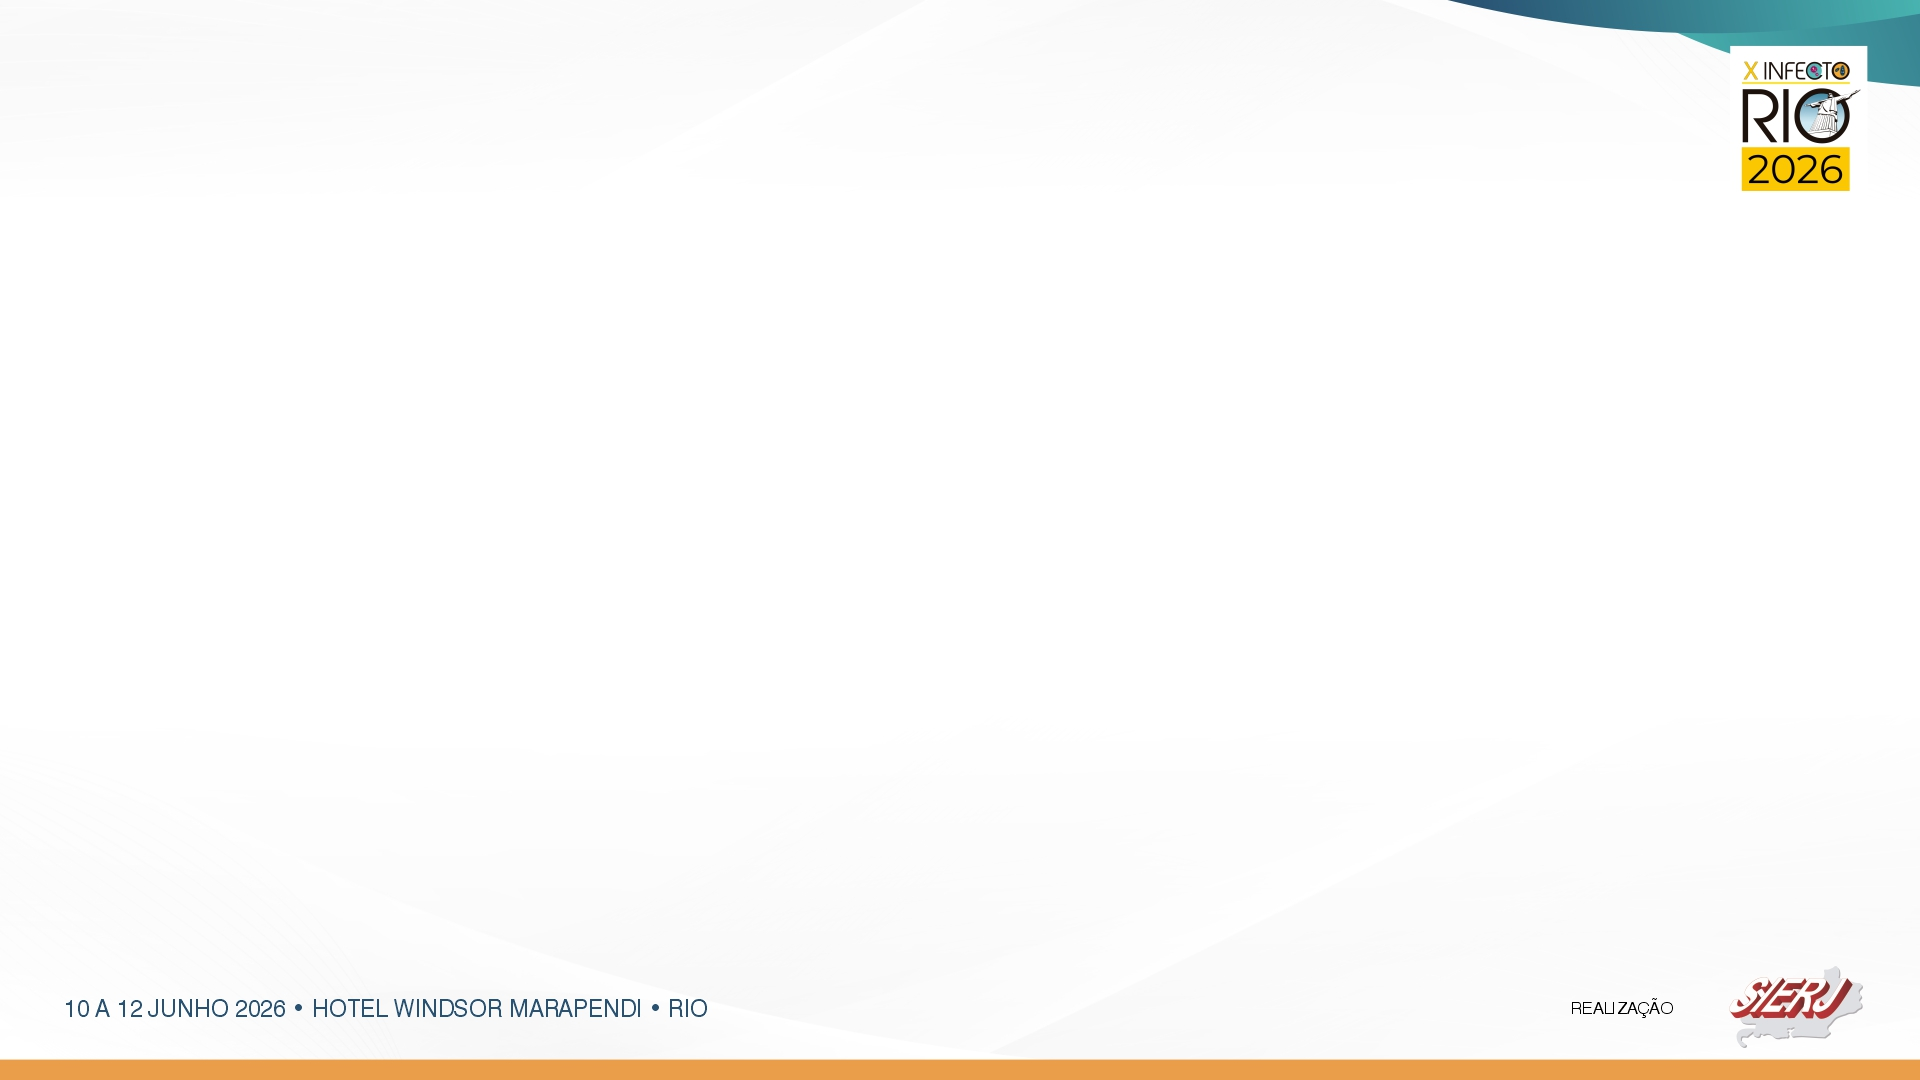 X INFECTO
RIO
2026
10 A 12 JUNHO 2026 • HOTEL WINDSOR MARAPENDI • RIO
REALIZAÇÃO
SIERJ